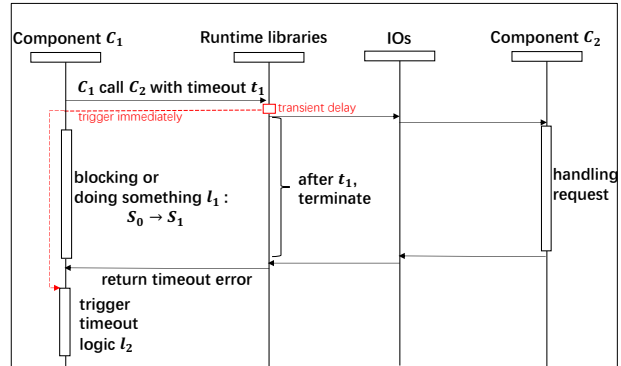 Component C₁
Runtime libraries
IOs
Component C₂
C₁ call C₂ with timeout t₁
trigger immediately
transient delay
blocking or
doing something l₁ :
S₀ → S₁
after t₁,
terminate
handling
request
return timeout error
trigger
timeout
logic l₂